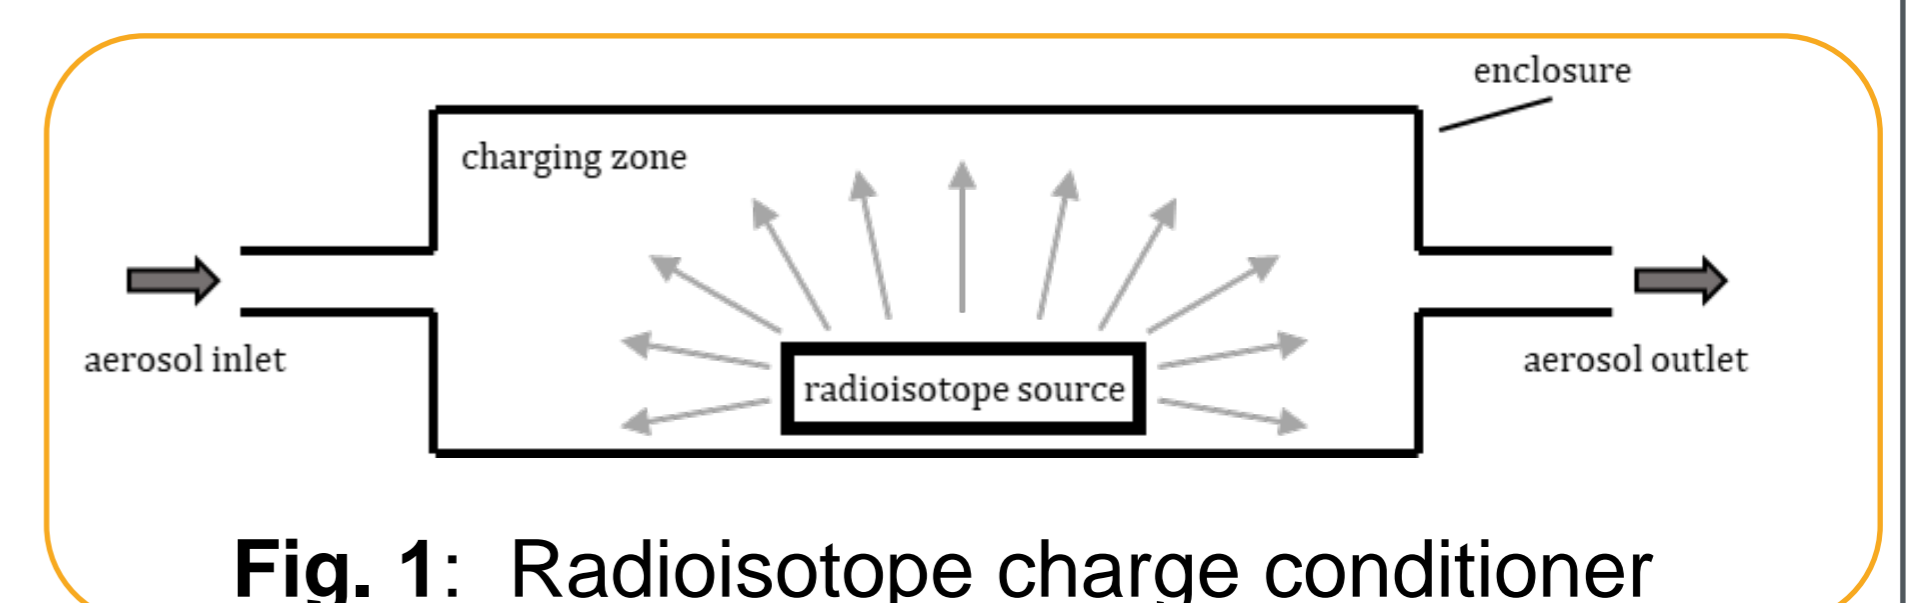 enclosure
charging zone
aerosol inlet
radioisotope source
aerosol outlet
Fig. 1: Radioisotope charge conditioner